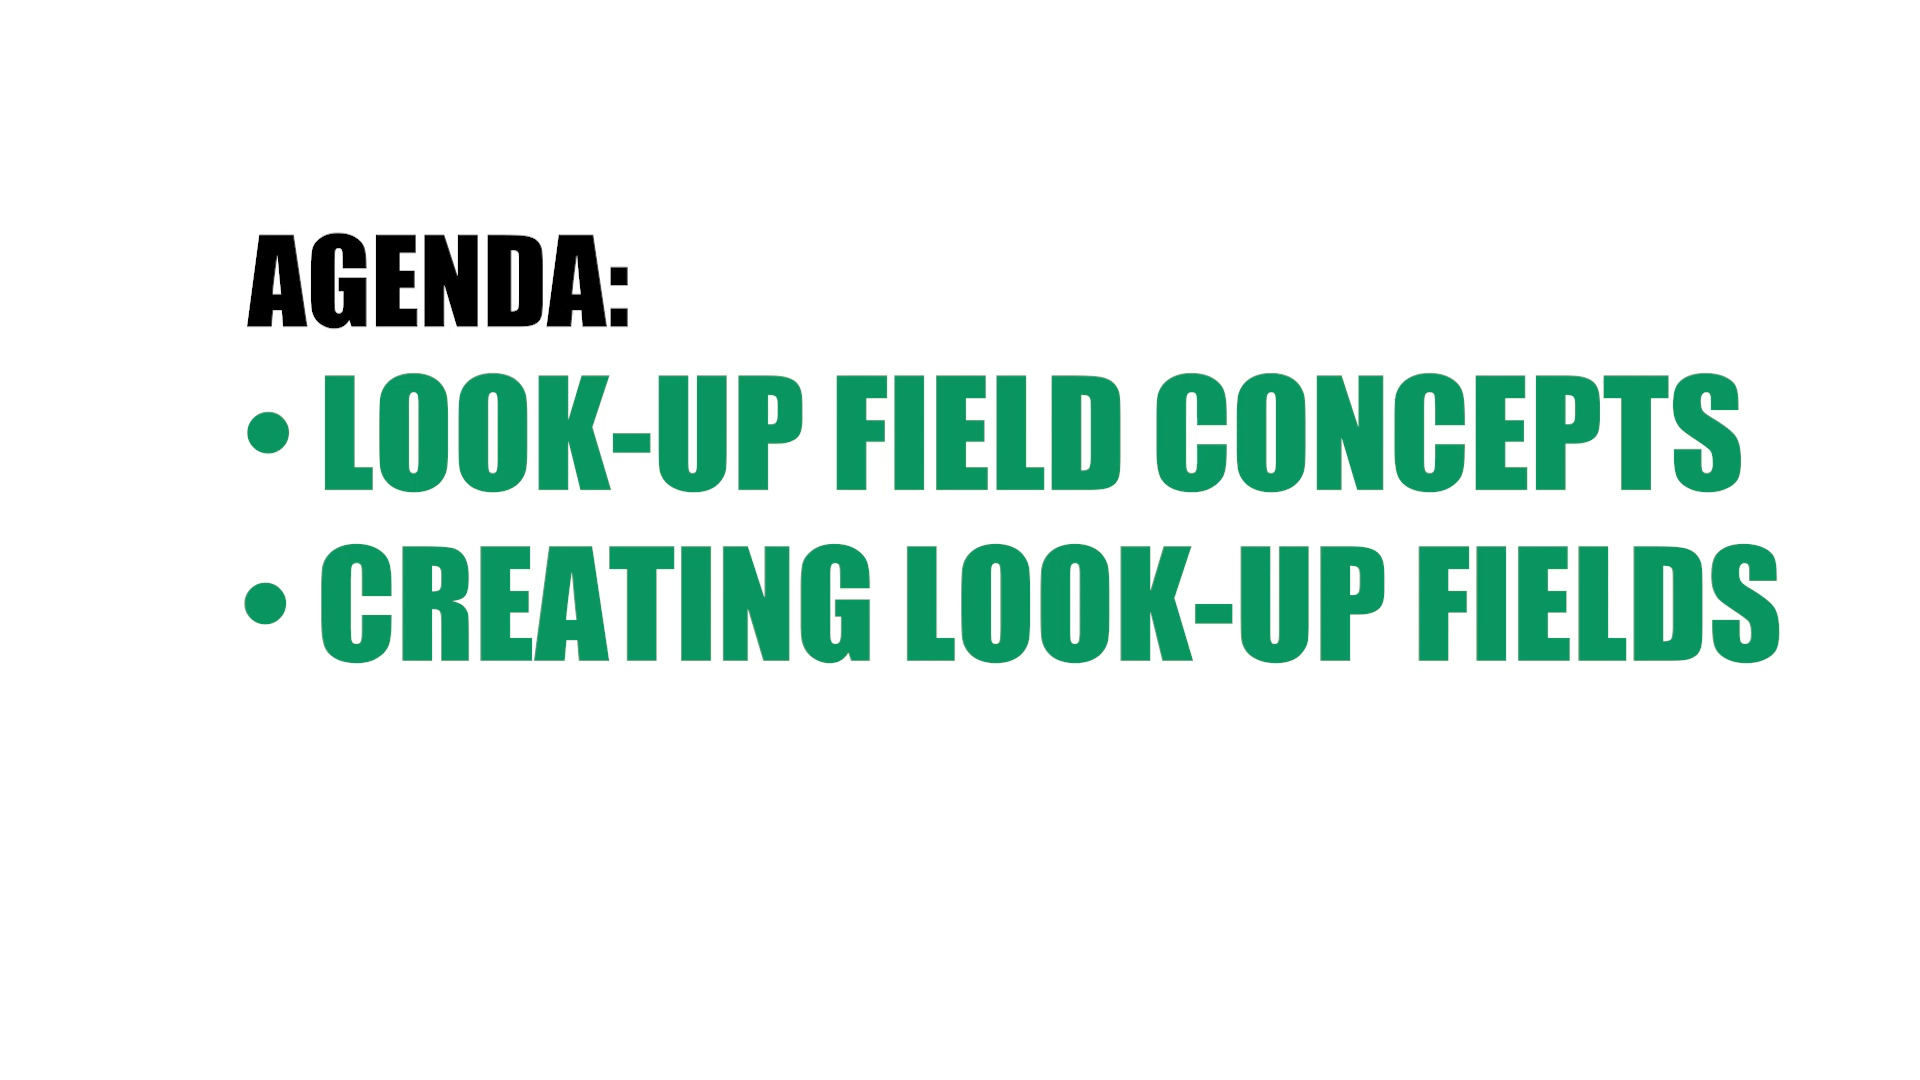 AGENDA:
• LOOK-UP FIELD CONCEPTS
• CREATING LOOK-UP FIELDS